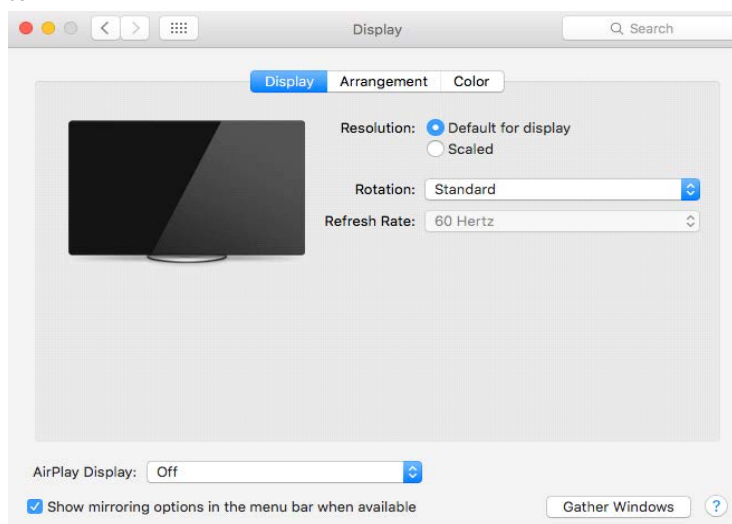 Display
Search
Display Arrangement Color
Resolution: Default for display
Scaled
Rotation: Standard
Refresh Rate: 60 Hertz
AirPlay Display: Off
Show mirroring options in the menu bar when available
Gather Windows ?